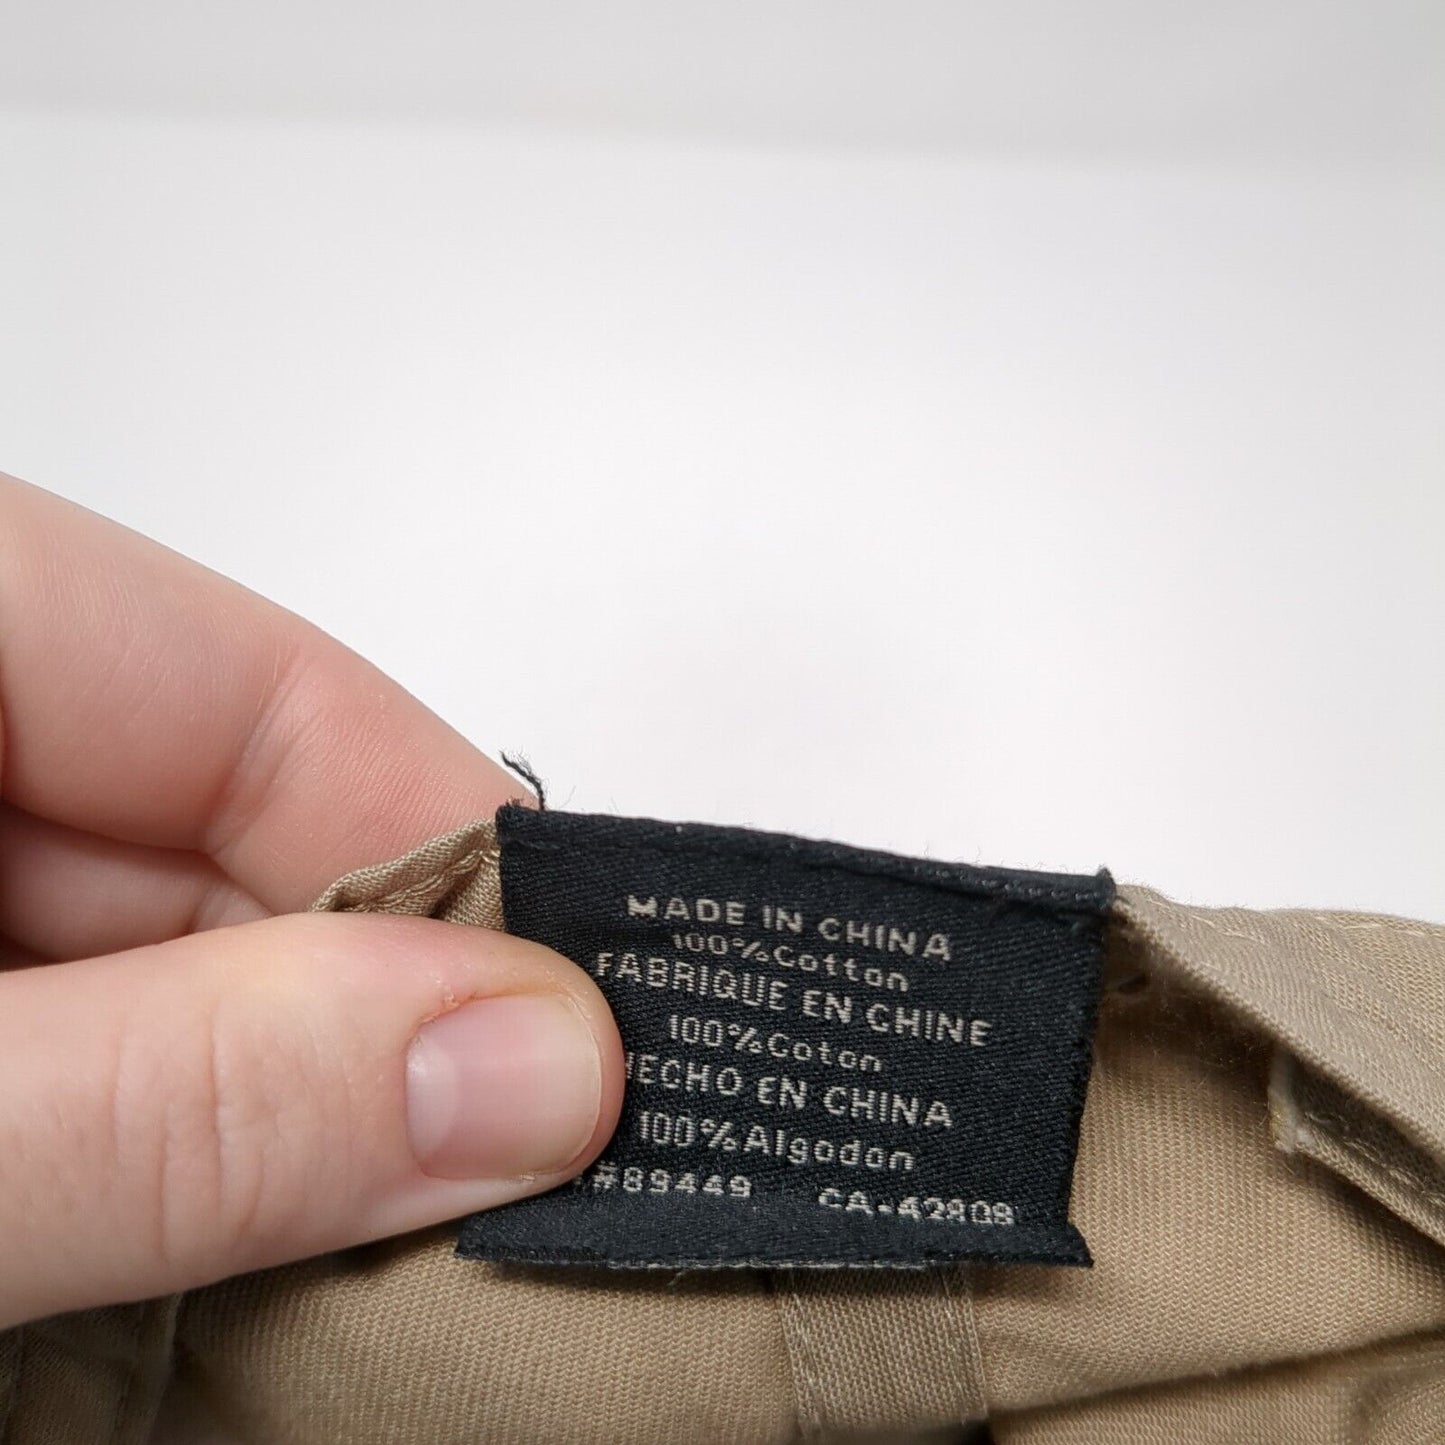 MADE IN CHINA
100%Cotton
FABRIQUE EN CHINE
100%Coton
HECHO EN CHINA
100%Algodon
#89449 CA-42808